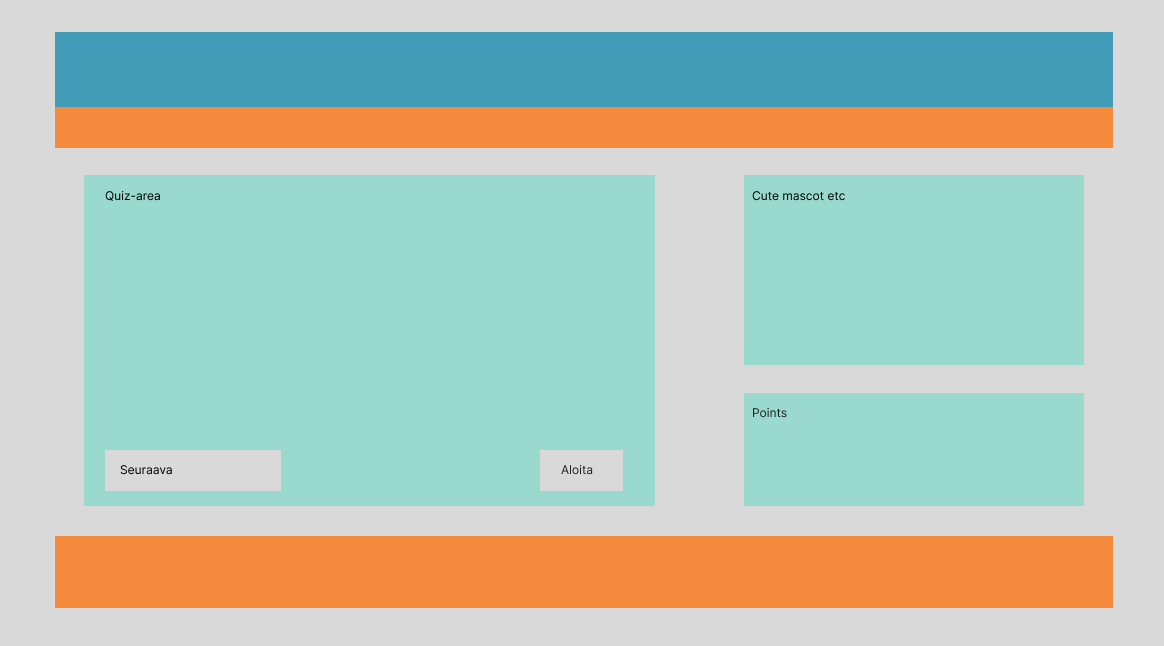 Quiz-area
Cute mascot etc
Points
Seuraava
Aloita